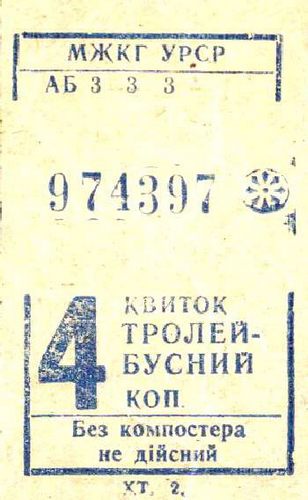 МЖКГ УРСР
АБ 3 3 3
974397
4
КВИТОК
ТРОЛЕЙ-
БУСНИЙ
КОП.
Без компостера
не дійсний
ХТ. 2.